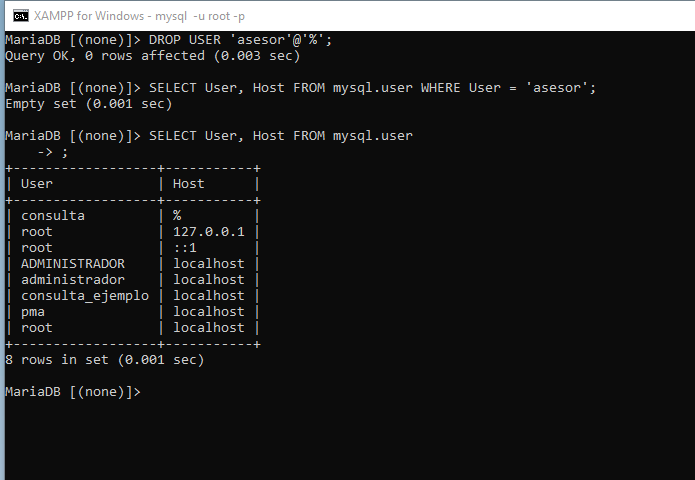 XAMPP for Windows - mysql  -u root -p
MariaDB [(none)]> DROP USER 'asesor'@'%';
Query OK, 0 rows affected (0.003 sec)
MariaDB [(none)]> SELECT User, Host FROM mysql.user WHERE User = 'asesor';
Empty set (0.001 sec)
MariaDB [(none)]> SELECT User, Host FROM mysql.user
    -> ;
+------------------+-----------+
| User             | Host      |
+------------------+-----------+
| consulta         | %         |
| root             | 127.0.0.1 |
| root             | ::1       |
| ADMINISTRADOR    | localhost |
| administrador    | localhost |
| consulta_ejemplo | localhost |
| pma              | localhost |
| root             | localhost |
+------------------+-----------+
8 rows in set (0.001 sec)
MariaDB [(none)]>